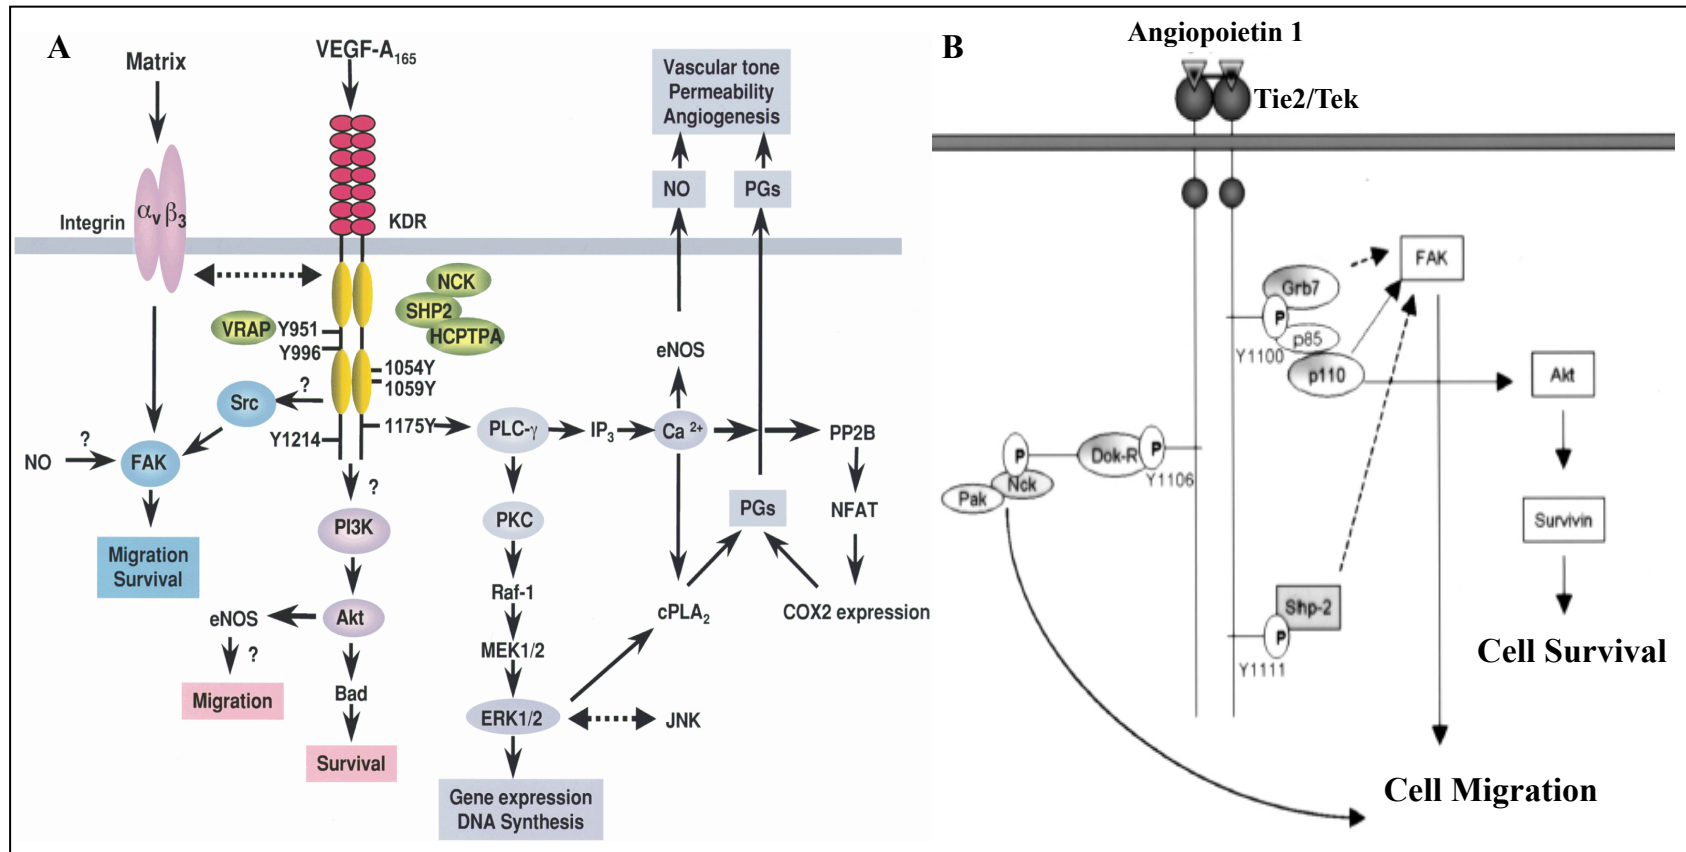 A
Matrix
VEGF-A165
Integrin
αv β3
KDR
Vascular tone
Permeability
Angiogenesis
NO
PGs
NCK
SHP2
HCPTPA
VRAP
Y951
Y996
1054Y
1059Y
Src
?
Y1214
1175Y
PLC-γ
IP3
Ca 2+
eNOS
PP2B
NO
?
FAK
?
PI3K
PKC
PGs
NFAT
Migration
Survival
Raf-1
eNOS
Akt
cPLA2
COX2 expression
?
MEK1/2
Migration
Bad
ERK1/2
JNK
Survival
Gene expression
DNA Synthesis
B
Angiopoietin 1
Tie2/Tek
FAK
Grb7
P
p85
Y1100
p110
Akt
P
Dok-R
P
Y1106
Nck
Pak
Survivin
Shp-2
P
Y1111
Cell Survival
Cell Migration